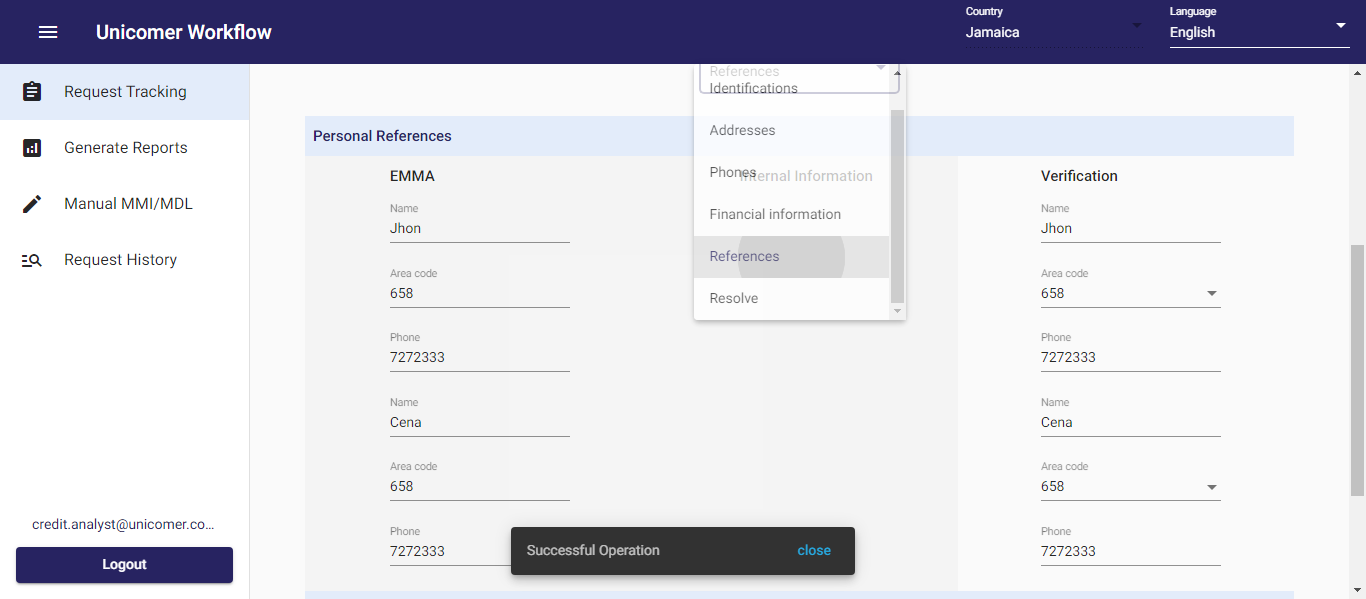 Unicomer Workflow
Country
Jamaica
Language
English
Request Tracking
Generate Reports
Manual MMI/MDL
Request History
credit.analyst@unicomer.co...
Logout
References
Identifications
Addresses
Phones
Internal Information
Financial information
References
Resolve
Personal References
EMMA
Name
Jhon
Area code
658
Phone
7272333
Name
Cena
Area code
658
Phone
7272333
Verification
Name
Jhon
Area code
658
Phone
7272333
Name
Cena
Area code
658
Phone
7272333
Successful Operation
close